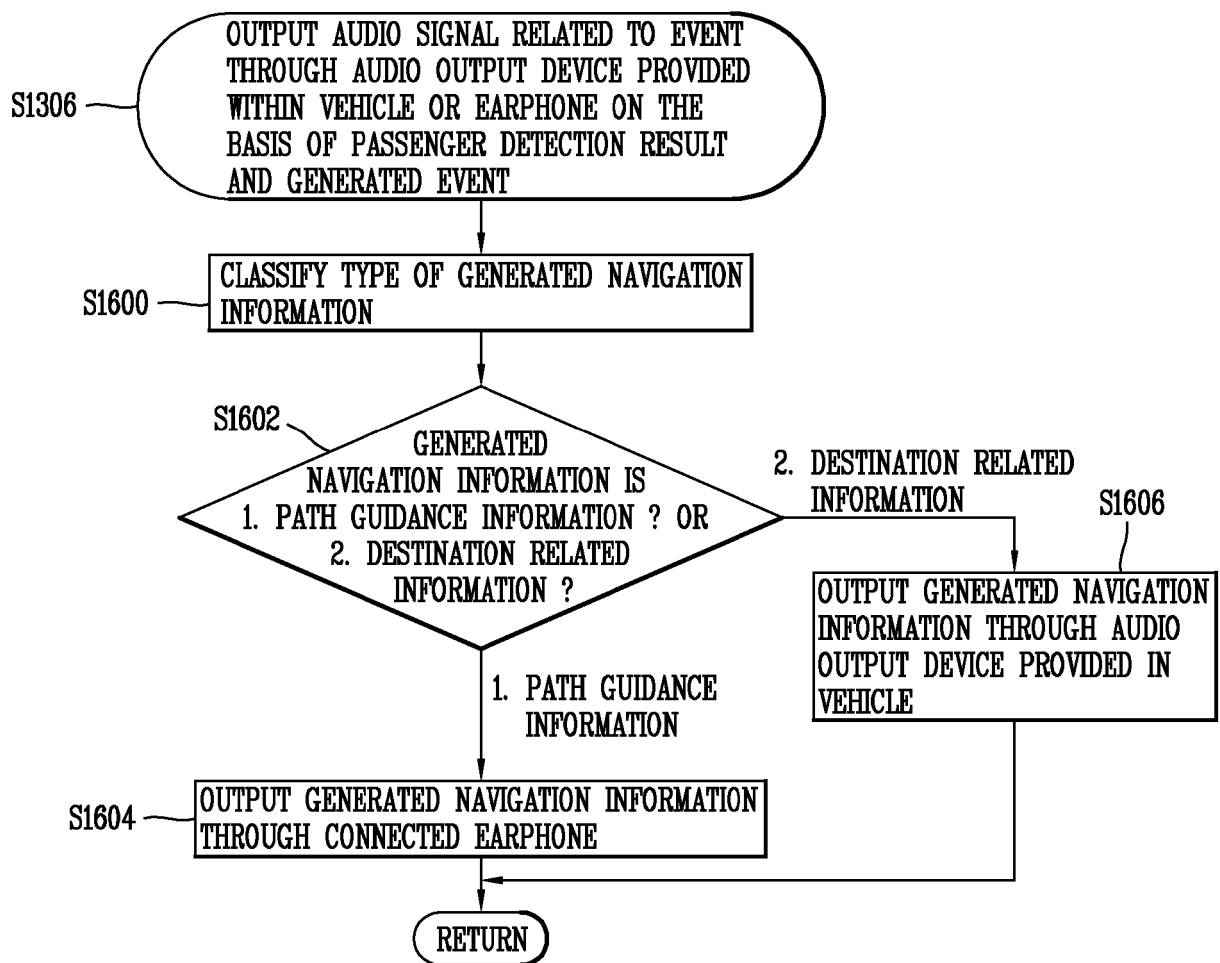 S1306
OUTPUT AUDIO SIGNAL RELATED TO EVENT
THROUGH AUDIO OUTPUT DEVICE PROVIDED
WITHIN VEHICLE OR EARPHONE ON THE
BASIS OF PASSENGER DETECTION RESULT
AND GENERATED EVENT
S1600
CLASSIFY TYPE OF GENERATED NAVIGATION
INFORMATION
S1602
GENERATED
NAVIGATION INFORMATION IS
1. PATH GUIDANCE INFORMATION ? OR
2. DESTINATION RELATED
INFORMATION ?
2. DESTINATION RELATED
INFORMATION
S1606
OUTPUT GENERATED NAVIGATION
INFORMATION THROUGH AUDIO
OUTPUT DEVICE PROVIDED IN
VEHICLE
1. PATH GUIDANCE
INFORMATION
S1604
OUTPUT GENERATED NAVIGATION INFORMATION
THROUGH CONNECTED EARPHONE
RETURN